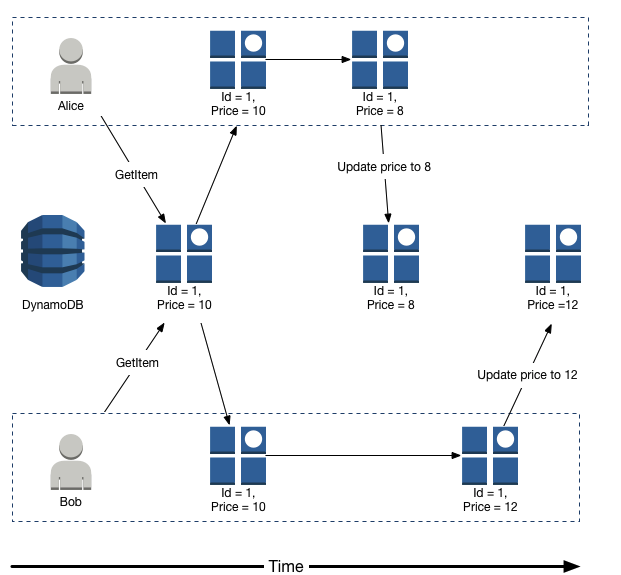 Alice
Id = 1,
Price = 10
Id = 1,
Price = 8
GetItem
Update price to 8
DynamoDB
Id = 1,
Price = 10
Id = 1,
Price = 8
Id = 1,
Price =12
GetItem
Update price to 12
Bob
Id = 1,
Price = 10
Id = 1,
Price = 12
Time